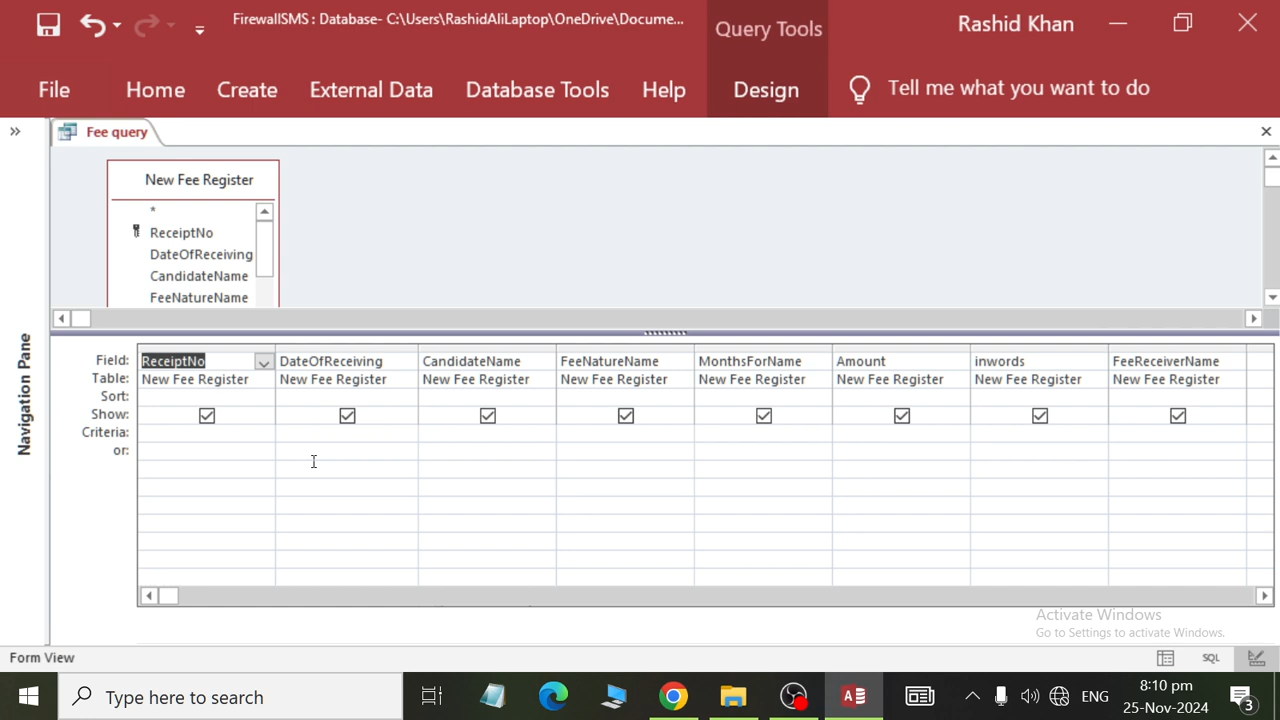 FirewallSMS : Database- C:\Users\RashidAliLaptop\OneDrive\Docume...
Query Tools
Rashid Khan
File Home Create External Data Database Tools Help Design Tell me what you want to do
Fee query
New Fee Register
*
ReceiptNo
DateOfReceiving
CandidateName
FeeNatureName
Navigation Pane
Field: ReceiptNo DateOfReceiving CandidateName FeeNatureName MonthsForName Amount inwords FeeReceiverName
Table: New Fee Register New Fee Register New Fee Register New Fee Register New Fee Register New Fee Register New Fee Register New Fee Register
Sort:
Show:
Criteria:
or:
Activate Windows
Go to Settings to activate Windows.
Form View
SQL
Type here to search
ENG
8:10 pm
25-Nov-2024
3